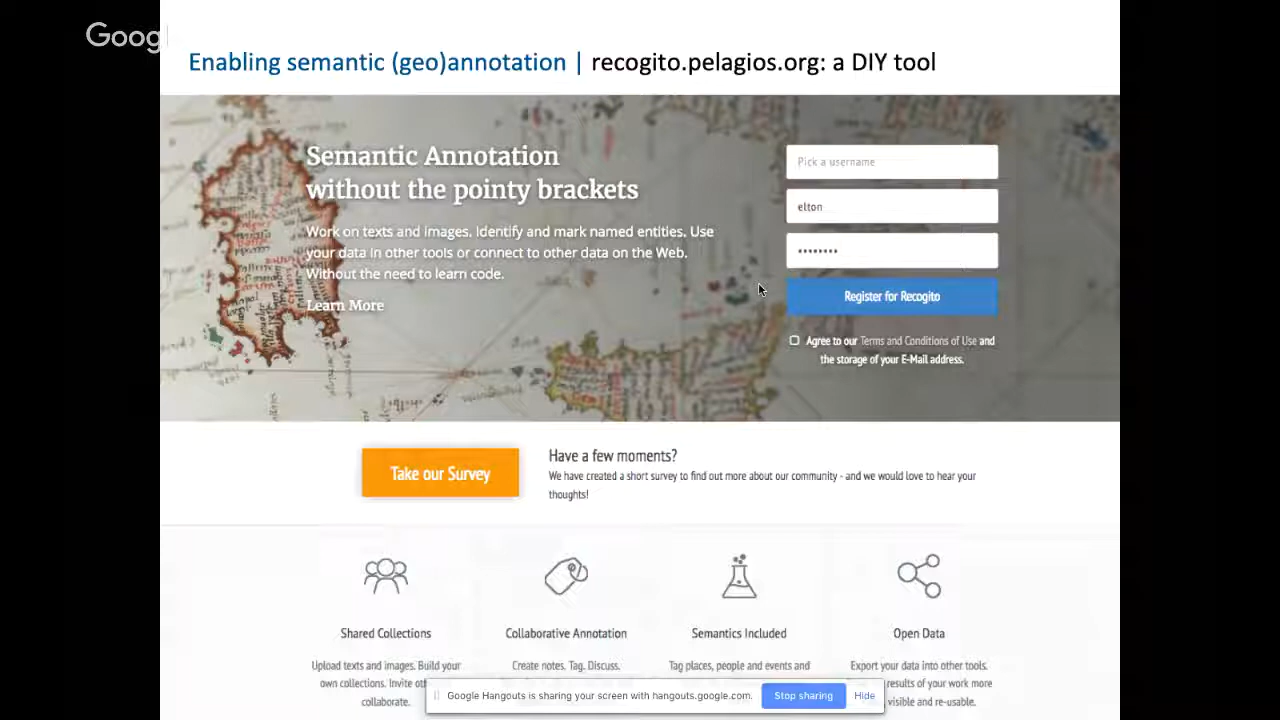 Goog
Enabling semantic (geo)annotation | recogito.pelagios.org: a DIY tool
Semantic Annotation
without the pointy brackets
Work on texts and images. Identify and mark named entities. Use
your data in other tools or connect to other data on the Web.
Without the need to learn code.
Learn More
Pick a username
elton
••••••••
Register for Recogito
Agree to our Terms and Conditions of Use and
the storage of your E-Mail address.
Take our Survey
Have a few moments?
We have created a short survey to find out more about our community - and we would love to hear your
thoughts!
Shared Collections
Upload texts and images. Build your
own collections. Invite
collaborate.
Collaborative Annotation
Create notes. Tag. Discuss.
Semantics Included
Tag places, people and events and
Open Data
Export your data into other tools.
results of your work more
visible and re-usable.
Google Hangouts is sharing your screen with hangouts.google.com.
Stop sharing
Hide